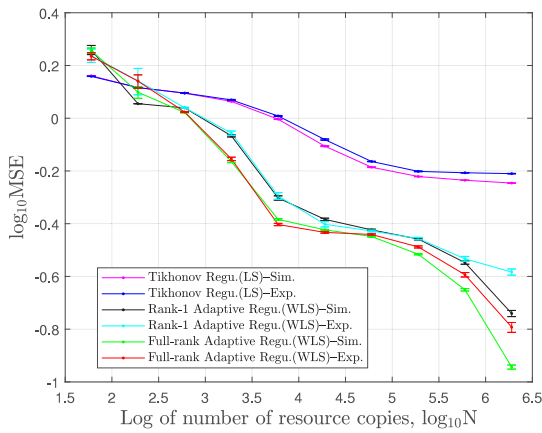 0.4
0.2
0
-0.2
-0.4
-0.6
-0.8
-1
log₁₀MSE
Tikhonov Regu.(LS)–Sim.
Tikhonov Regu.(LS)–Exp.
Rank-1 Adaptive Regu.(WLS)–Sim.
Rank-1 Adaptive Regu.(WLS)–Exp.
Full-rank Adaptive Regu.(WLS)–Sim.
Full-rank Adaptive Regu.(WLS)–Exp.
1.5 2 2.5 3 3.5 4 4.5 5 5.5 6 6.5
Log of number of resource copies, log₁₀N